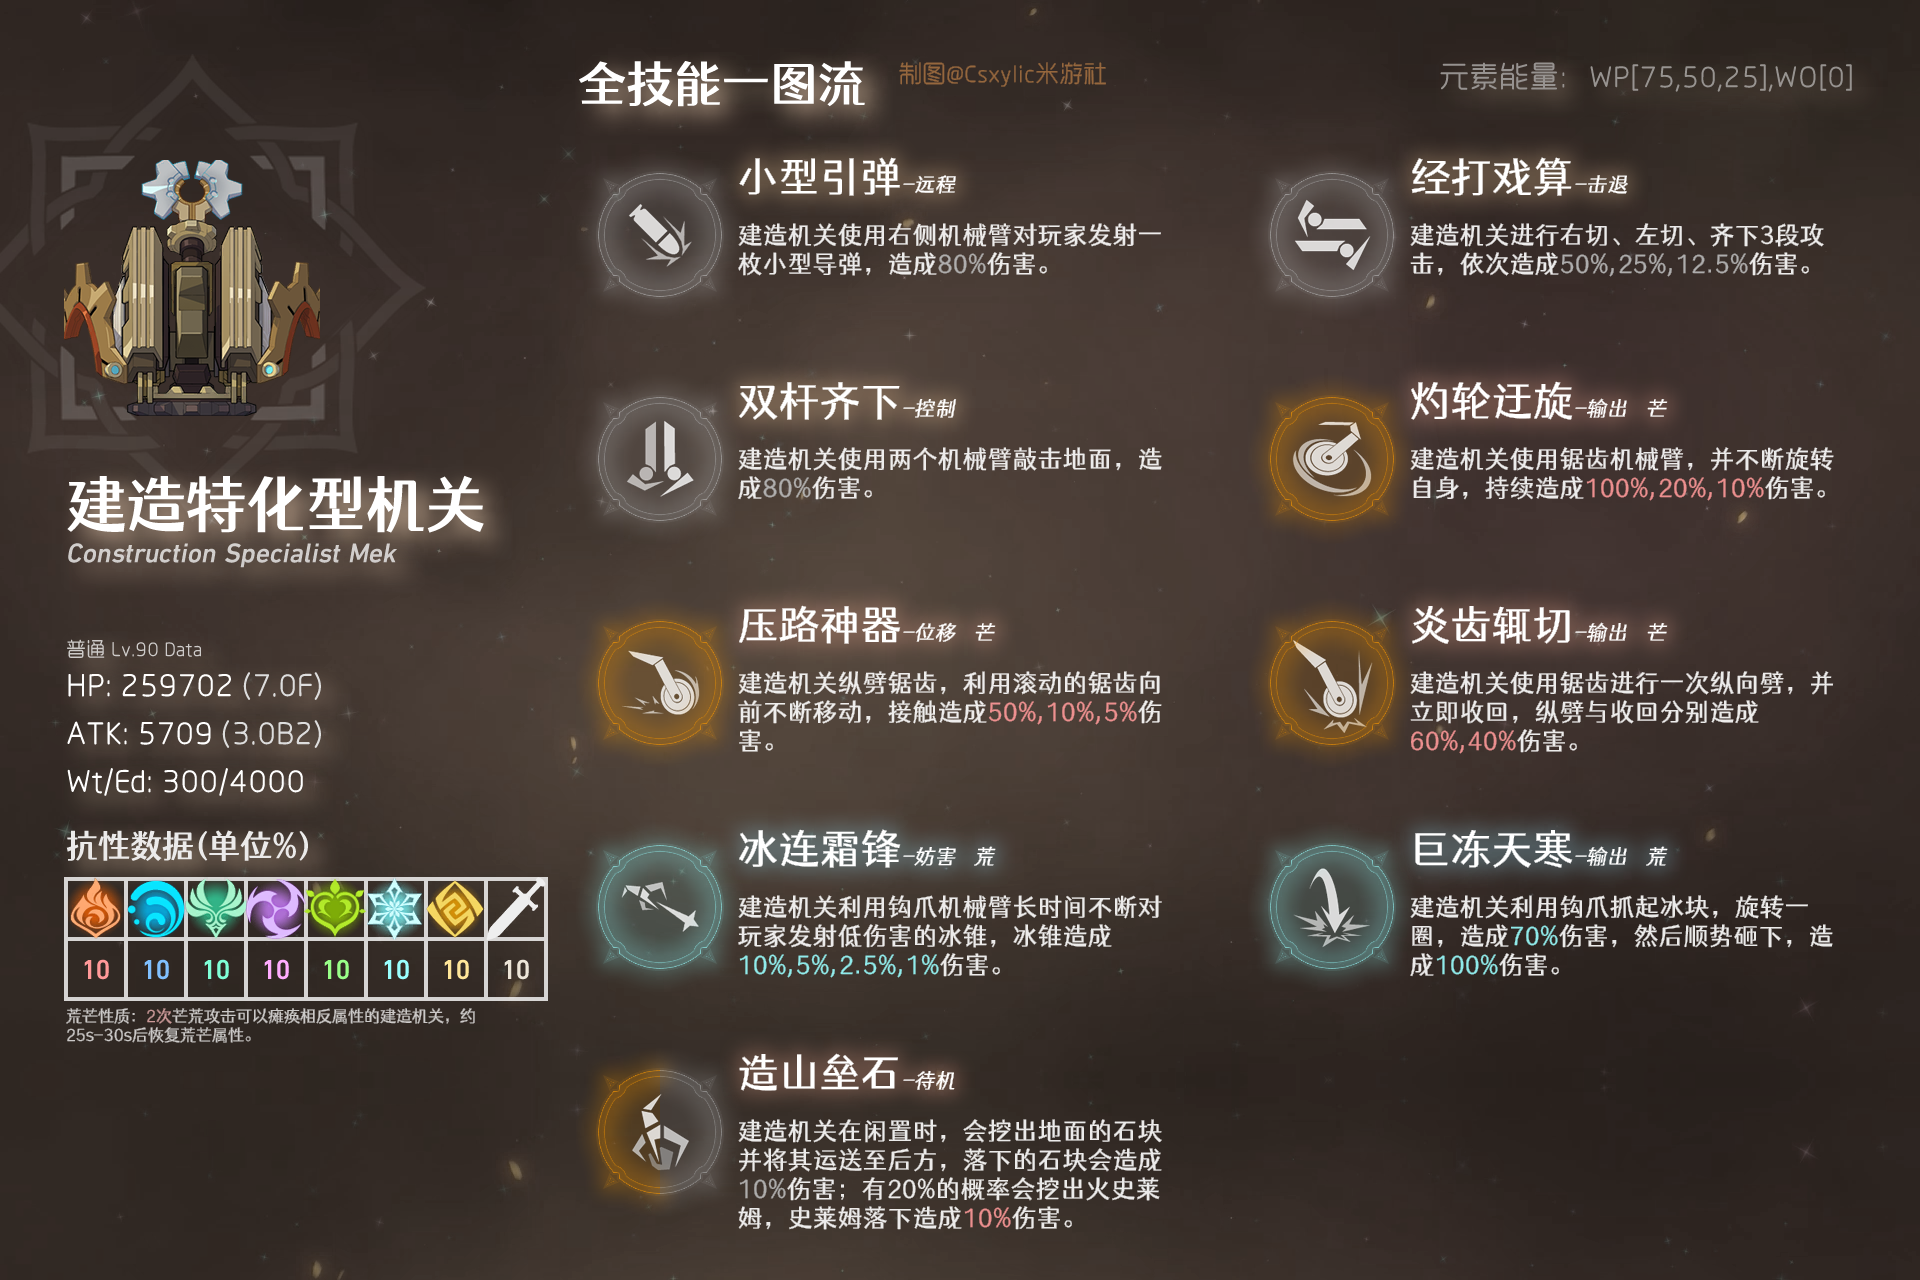 全技能一图流
制图@Csxylic米游社
元素能量: WP[75,50,25],WO[0]
建造特化型机关
Construction Specialist Mek
普通 Lv.90 Data
HP: 259702 (7.0F)
ATK: 5709 (3.0B2)
Wt/Ed: 300/4000
抗性数据(单位%)
10 10 10 10 10 10 10 10
荒芒性质: 2次芒荒攻击可以瘫痪相反属性的建造机关，约
25s-30s后恢复荒芒属性。
小型引弹-远程
建造机关使用右侧机械臂对玩家发射一
枚小型导弹，造成80%伤害。
经打戏算-击退
建造机关进行右切、左切、齐下3段攻
击，依次造成50%,25%,12.5%伤害。
双杆齐下-控制
建造机关使用两个机械臂敲击地面，造
成80%伤害。
灼轮迂旋-输出 芒
建造机关使用锯齿机械臂，并不断旋转
自身，持续造成100%,20%,10%伤害。
压路神器-位移 芒
建造机关纵劈锯齿，利用滚动的锯齿向
前不断移动，接触造成50%,10%,5%伤
害。
炎齿辄切-输出 芒
建造机关使用锯齿进行一次纵向劈，并
立即收回，纵劈与收回分别造成
60%,40%伤害。
冰连霜锋-妨害 荒
建造机关利用钩爪机械臂长时间不断对
玩家发射低伤害的冰锥，冰锥造成
10%,5%,2.5%,1%伤害。
巨冻天寒-输出 荒
建造机关利用钩爪抓起冰块，旋转一
圈，造成70%伤害，然后顺势砸下，造
成100%伤害。
造山垒石-待机
建造机关在闲置时，会挖出地面的石块
并将其运送至后方，落下的石块会造成
10%伤害；有20%的概率会挖出火史莱
姆，史莱姆落下造成10%伤害。